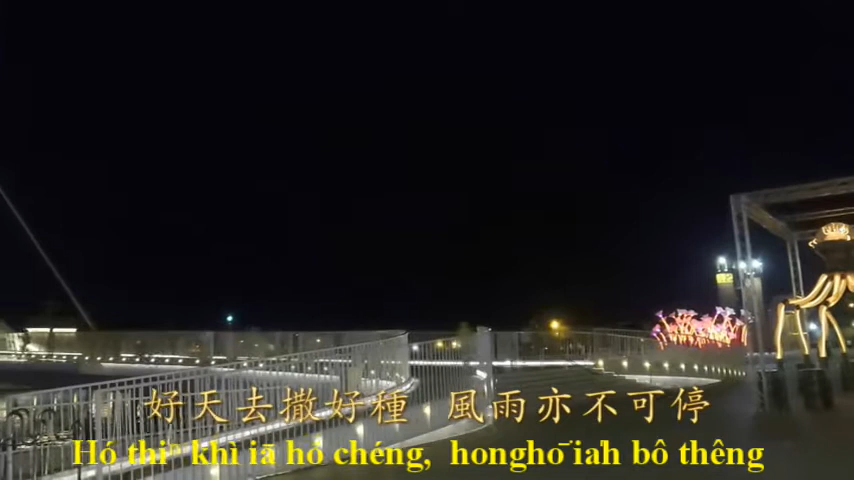 好天去撒好種 風雨亦不可停
Hó thiⁿ khì iā hó chéng, hongho͘ iah bô thêng